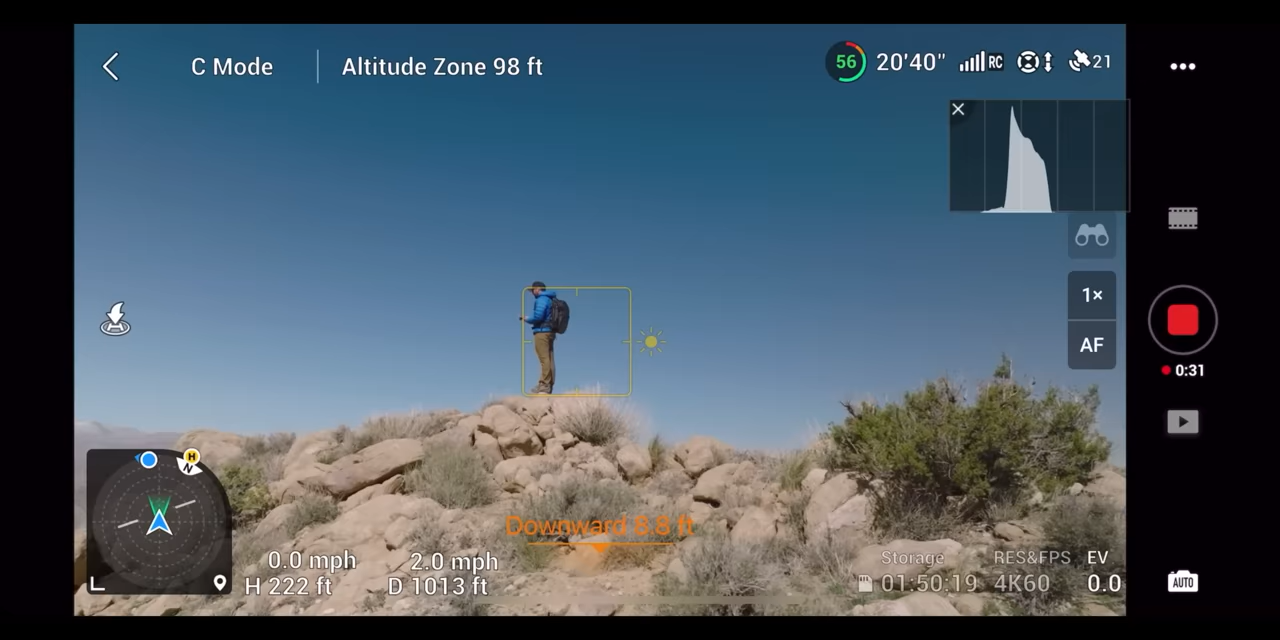 C Mode
Altitude Zone 98 ft
56
20'40"
RC
21
1×
AF
0:31
H
N
Downward 8.8 ft
0.0 mph
2.0 mph
H 222 ft
D 1013 ft
Storage
RES&FPS
EV
01:50:19
4K60
0.0
AUTO